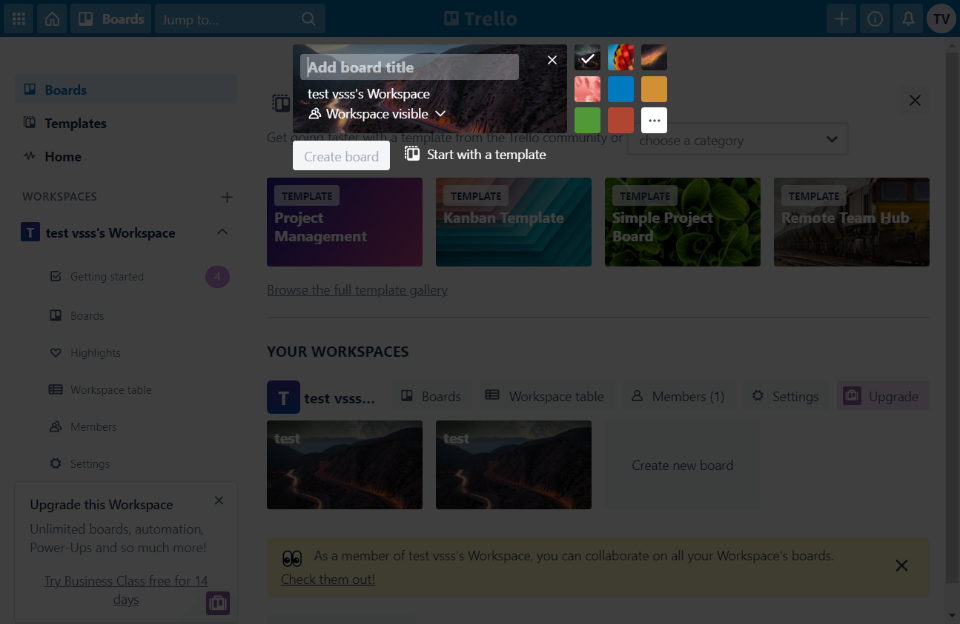 Boards
Jump to...
Trello
TV
Add board title
test vsss's Workspace
Workspace visible
Create board
Start with a template
Boards
Templates
Home
WORKSPACES
T
test vsss's Workspace
Getting started
4
Boards
Highlights
Workspace table
Members
Settings
Upgrade this Workspace
Unlimited boards, automation,
Power-Ups and so much more!
Try Business Class free for 14
days
Get going faster with a template from the Trello community or
choose a category
TEMPLATE
Project
Management
TEMPLATE
Kanban Template
TEMPLATE
Simple Project
Board
TEMPLATE
Remote Team Hub
Browse the full template gallery
YOUR WORKSPACES
T
test vsss...
Boards
Workspace table
Members (1)
Settings
Upgrade
test
test
Create new board
As a member of test vsss's Workspace, you can collaborate on all your Workspace's boards.
Check them out!